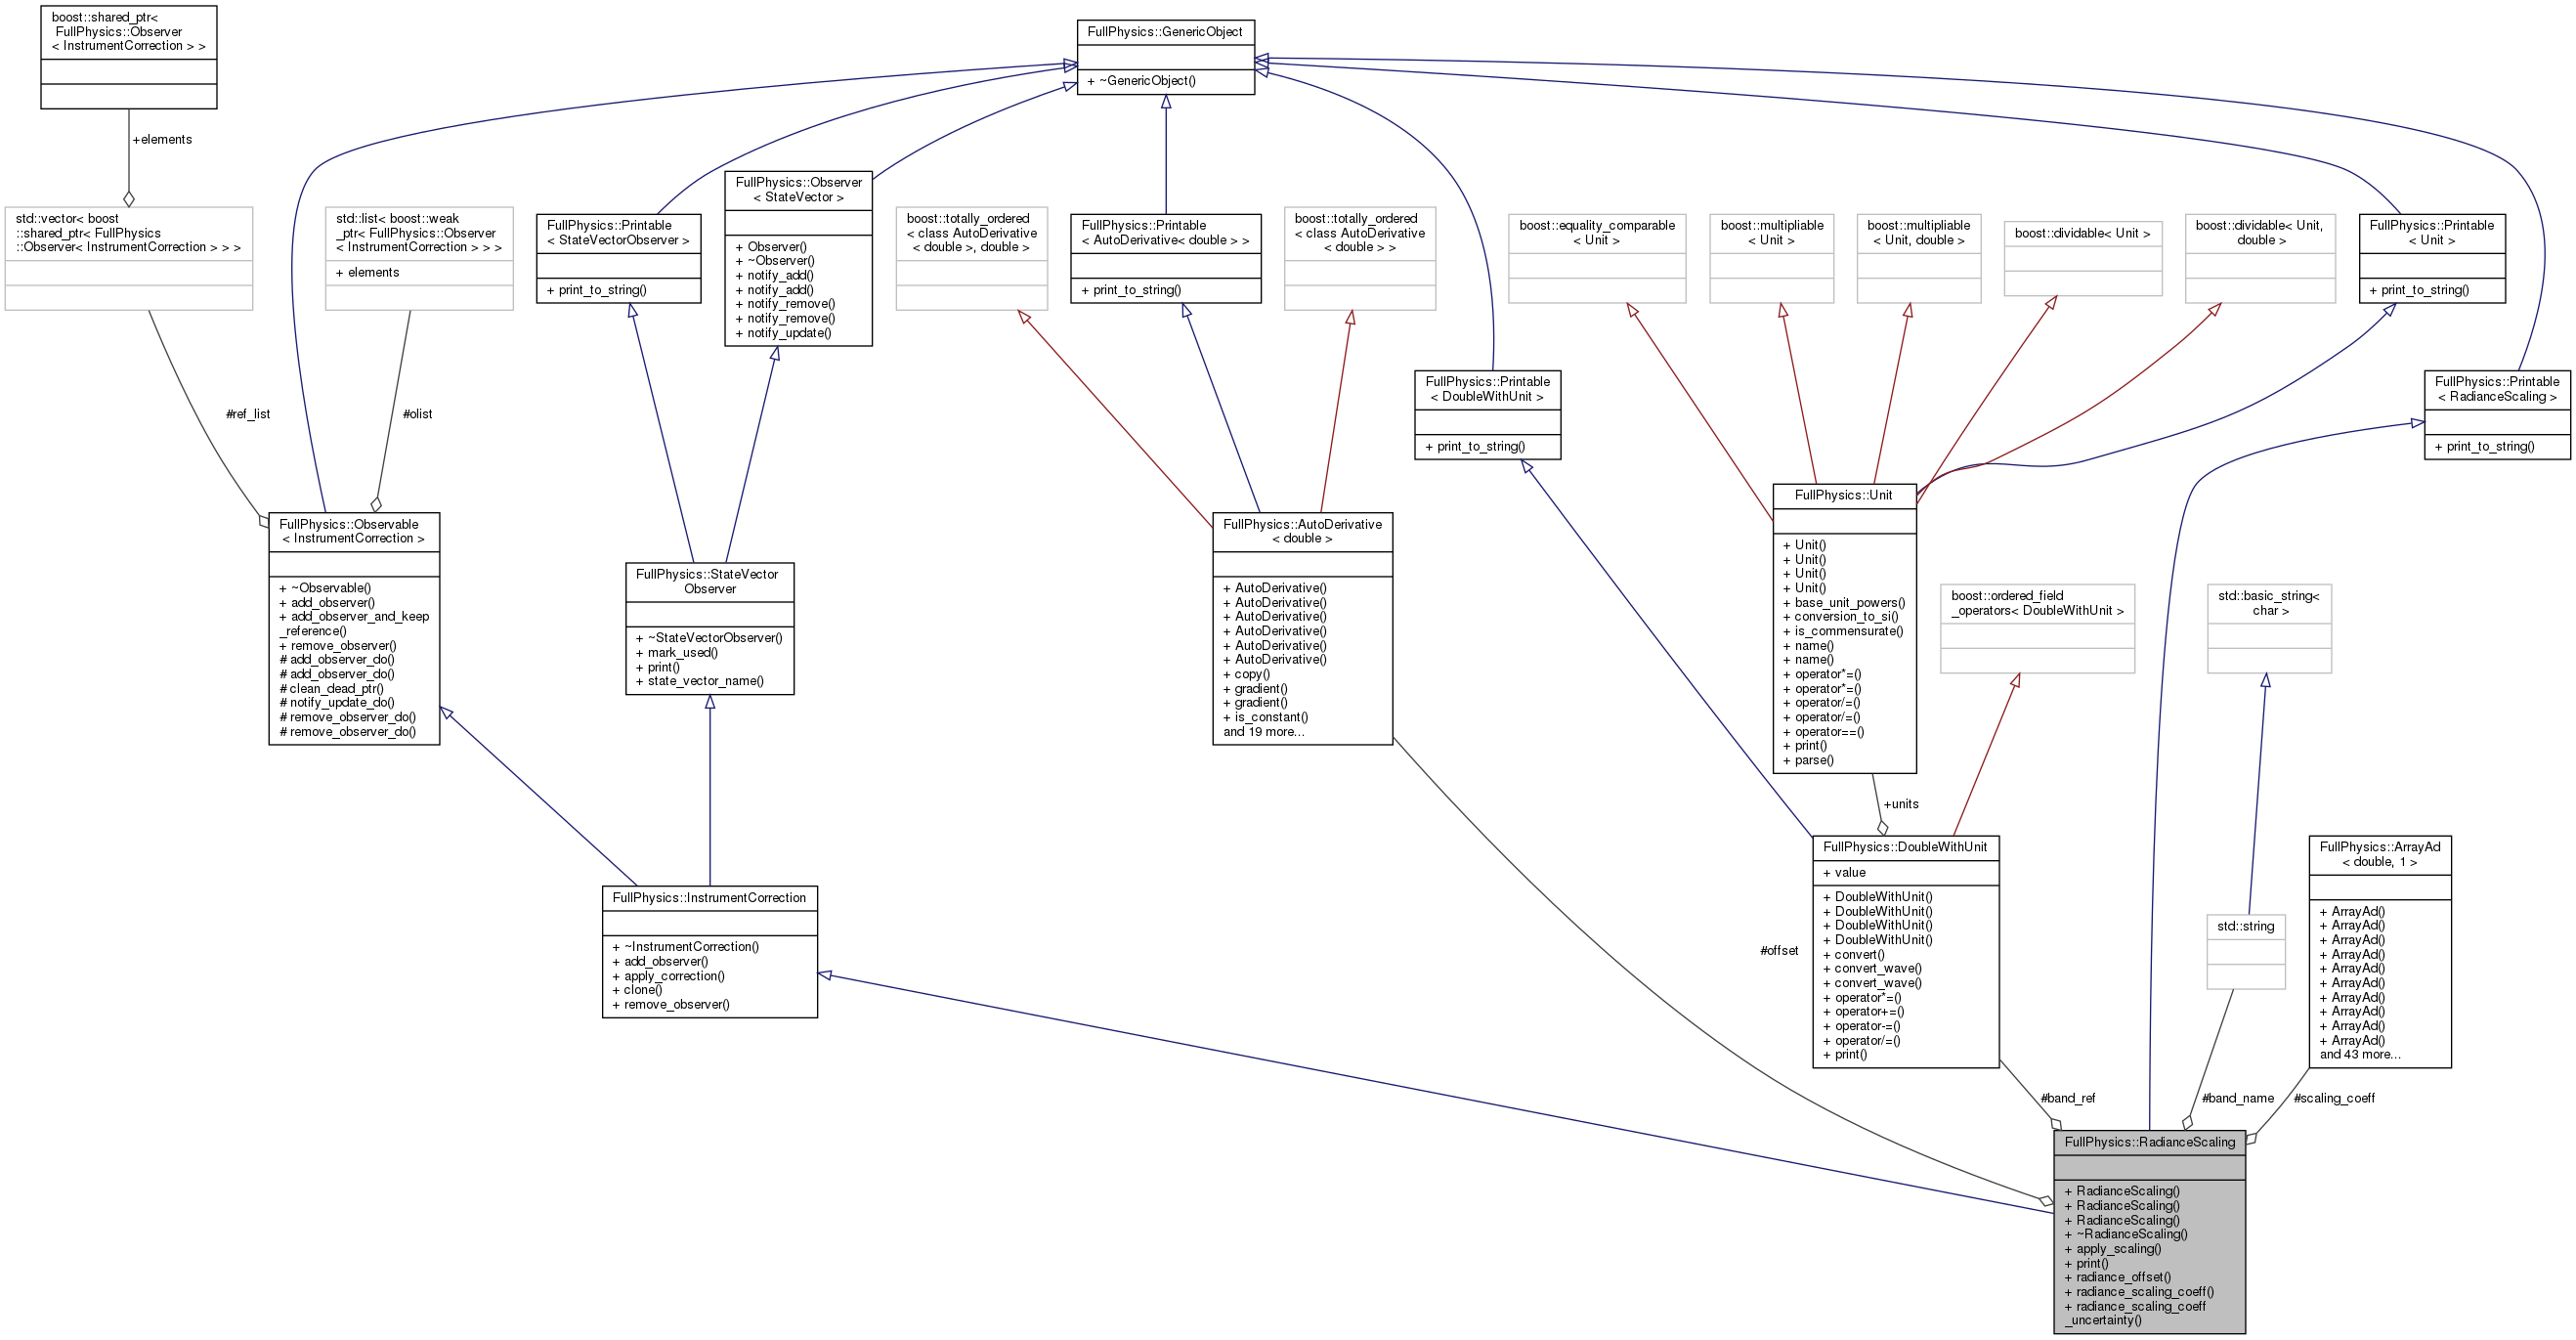 boost::shared_ptr<
FullPhysics::Observer
< InstrumentCorrection > >
FullPhysics::GenericObject
+ ~GenericObject()
+elements
FullPhysics::Observer
< StateVector >
+ Observer()
+ ~Observer()
+ notify_add()
+ notify_add()
+ notify_remove()
+ notify_remove()
+ notify_update()
std::vector< boost
::shared_ptr< FullPhysics
::Observer< InstrumentCorrection > > >
std::list< boost::weak
_ptr< FullPhysics::Observer
< InstrumentCorrection > > >
+ elements
FullPhysics::Printable
< StateVectorObserver >
+ print_to_string()
boost::totally_ordered
< class AutoDerivative
< double >, double >
FullPhysics::Printable
< AutoDerivative< double > >
+ print_to_string()
boost::totally_ordered
< class AutoDerivative
< double > >
boost::equality_comparable
< Unit >
boost::multipliable
< Unit >
boost::multipliable
< Unit, double >
boost::dividable< Unit >
boost::dividable< Unit,
double >
FullPhysics::Printable
< Unit >
+ print_to_string()
FullPhysics::Printable
< DoubleWithUnit >
+ print_to_string()
FullPhysics::Printable
< RadianceScaling >
+ print_to_string()
#ref_list
#olist
FullPhysics::Observable
< InstrumentCorrection >
+ ~Observable()
+ add_observer()
+ add_observer_and_keep
_reference()
+ remove_observer()
# add_observer_do()
# add_observer_do()
# clean_dead_ptr()
# notify_update_do()
# remove_observer_do()
# remove_observer_do()
FullPhysics::StateVector
Observer
+ ~StateVectorObserver()
+ mark_used()
+ print()
+ state_vector_name()
FullPhysics::AutoDerivative
< double >
+ AutoDerivative()
+ AutoDerivative()
+ AutoDerivative()
+ AutoDerivative()
+ AutoDerivative()
+ AutoDerivative()
+ copy()
+ gradient()
+ gradient()
+ is_constant()
and 19 more...
FullPhysics::Unit
+ Unit()
+ Unit()
+ Unit()
+ Unit()
+ base_unit_powers()
+ conversion_to_si()
+ is_commensurate()
+ name()
+ name()
+ operator*=()
+ operator*=()
+ operator/=()
+ operator/=()
+ operator==()
+ print()
+ parse()
boost::ordered_field
_operators< DoubleWithUnit >
std::basic_string<
char >
+units
FullPhysics::InstrumentCorrection
+ ~InstrumentCorrection()
+ add_observer()
+ apply_correction()
+ clone()
+ remove_observer()
#offset
FullPhysics::DoubleWithUnit
+ value
+ DoubleWithUnit()
+ DoubleWithUnit()
+ DoubleWithUnit()
+ DoubleWithUnit()
+ convert()
+ convert_wave()
+ convert_wave()
+ operator*=()
+ operator+=()
+ operator-=()
+ operator/=()
+ print()
std::string
FullPhysics::ArrayAd
< double, 1 >
+ ArrayAd()
+ ArrayAd()
+ ArrayAd()
+ ArrayAd()
+ ArrayAd()
+ ArrayAd()
+ ArrayAd()
+ ArrayAd()
+ ArrayAd()
+ ArrayAd()
and 43 more...
#band_ref
#band_name
#scaling_coeff
FullPhysics::RadianceScaling
+ RadianceScaling()
+ RadianceScaling()
+ RadianceScaling()
+ ~RadianceScaling()
+ apply_scaling()
+ print()
+ radiance_offset()
+ radiance_scaling_coeff()
+ radiance_scaling_coeff
_uncertainty()